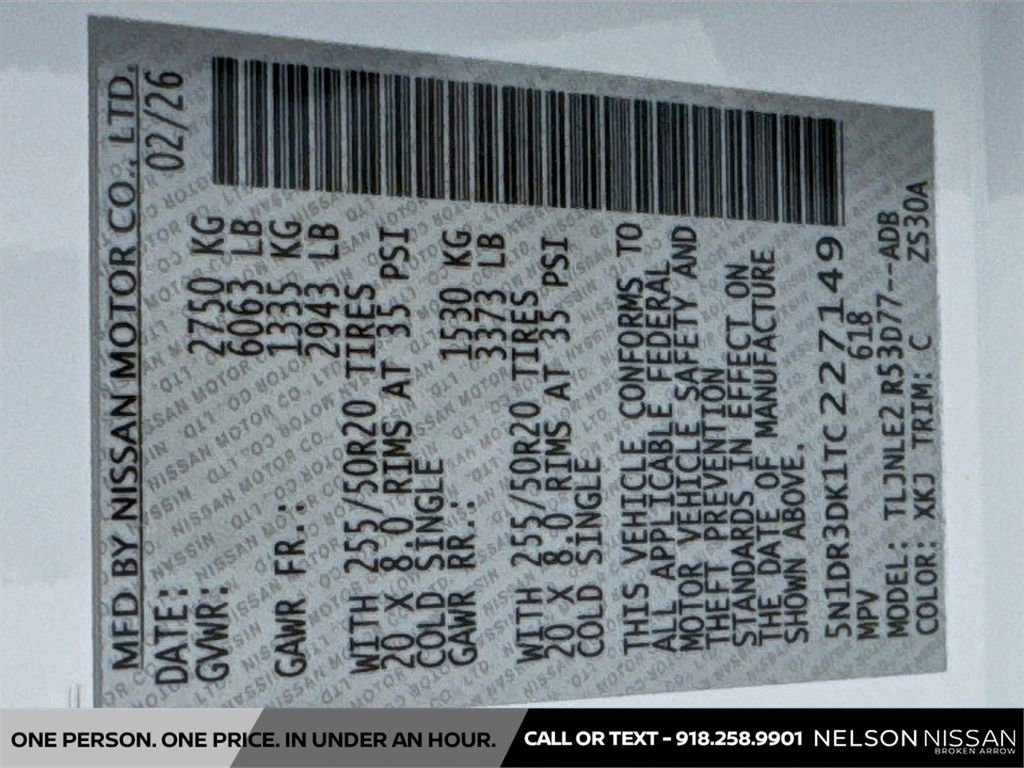 MFD BY NISSAN MOTOR CO., LTD.
DATE: 02/26
GVWR: 2750 KG
6063 LB
GAWR FR.: 1335 KG
2943 LB
WITH 255/50R20 TIRES
20 X 8.0 RIMS AT 35 PSI
COLD SINGLE
GAWR RR.: 1530 KG
3373 LB
WITH 255/50R20 TIRES
20 X 8.0 RIMS AT 35 PSI
COLD SINGLE
THIS VEHICLE CONFORMS TO
ALL APPLICABLE FEDERAL
MOTOR VEHICLE SAFETY AND
THEFT PREVENTION
STANDARDS IN EFFECT ON
THE DATE OF MANUFACTURE
SHOWN ABOVE.
5N1DR3DK1TC227149
MPV 618
MODEL: TLJNLE2 R53D77--ADB
COLOR: XKJ TRIM: C ZS30A
ONE PERSON. ONE PRICE. IN UNDER AN HOUR.
CALL OR TEXT - 918.258.9901
NELSON NISSAN
BROKEN ARROW